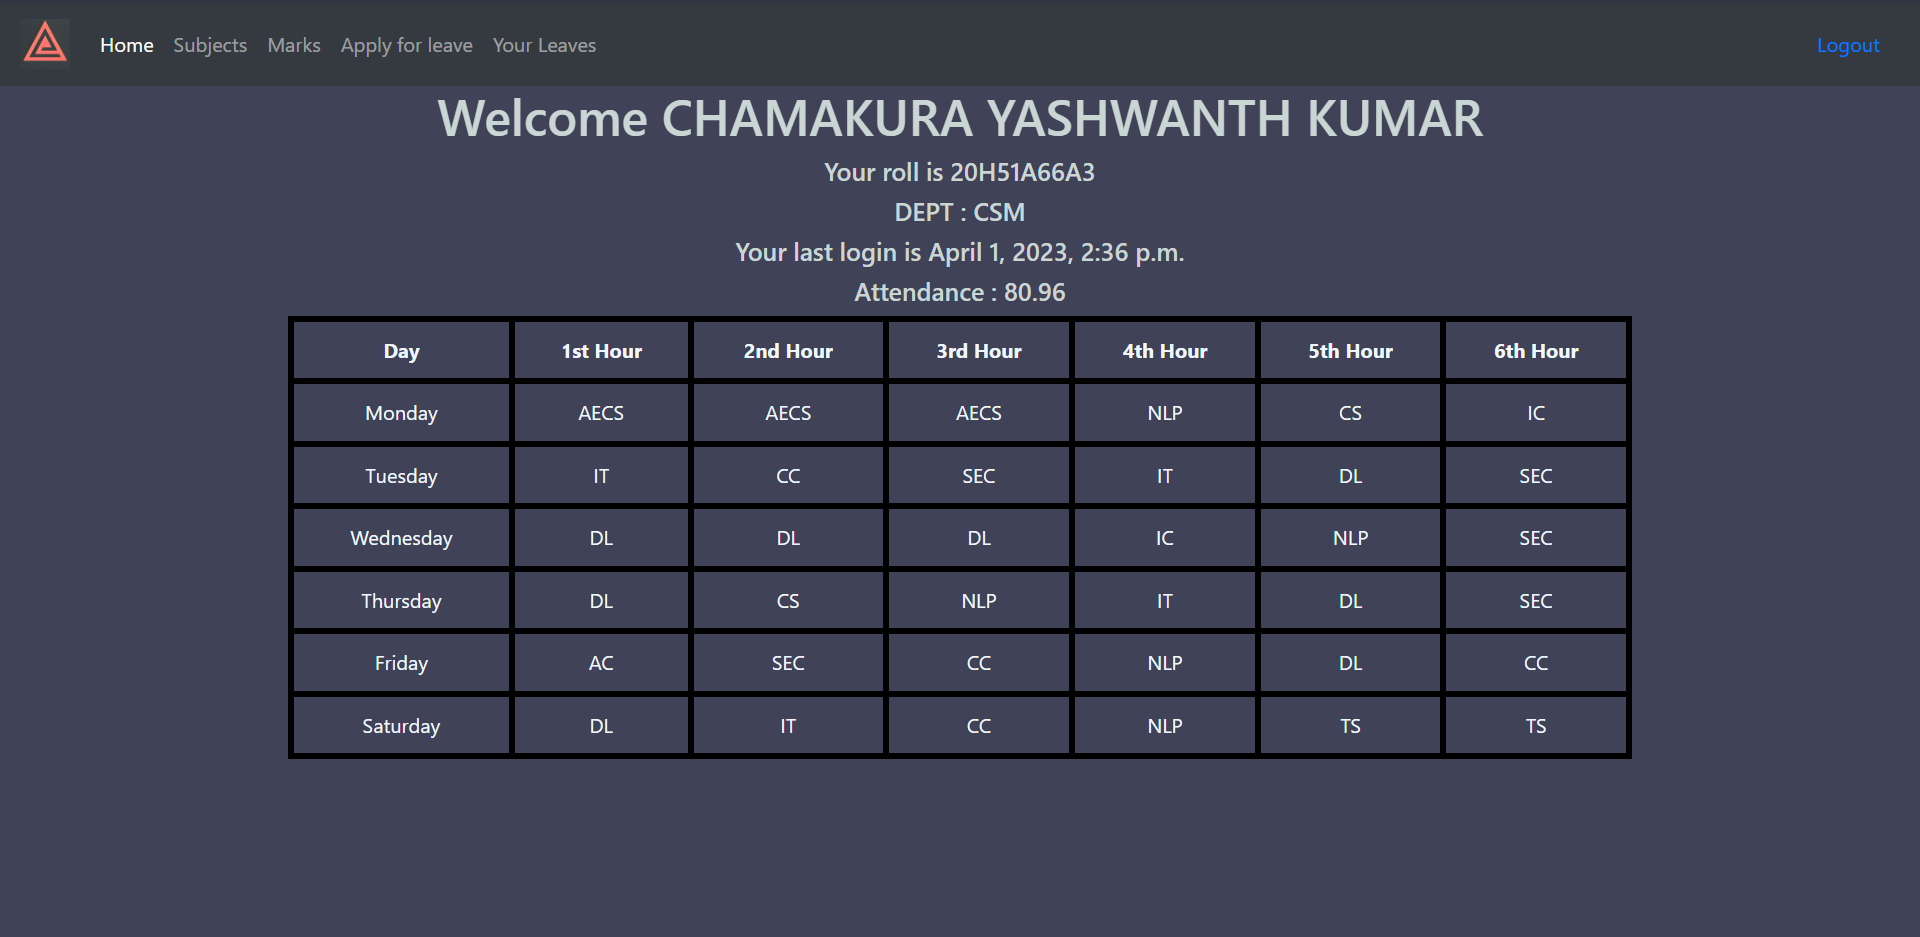 Home Subjects Marks Apply for leave Your Leaves Logout
Welcome CHAMAKURA YASHWANTH KUMAR
Your roll is 20H51A66A3
DEPT : CSM
Your last login is April 1, 2023, 2:36 p.m.
Attendance : 80.96
Day 1st Hour 2nd Hour 3rd Hour 4th Hour 5th Hour 6th Hour
Monday AECS AECS AECS NLP CS IC
Tuesday IT CC SEC IT DL SEC
Wednesday DL DL DL IC NLP SEC
Thursday DL CS NLP IT DL SEC
Friday AC SEC CC NLP DL CC
Saturday DL IT CC NLP TS TS